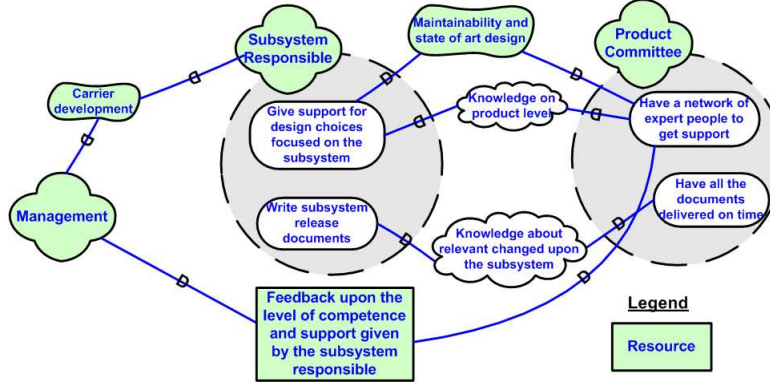 Subsystem
Responsible
Maintainability and
state of art design
Product
Committee
Carrier
development
Give support for
design choices
focused on the
subsystem
Knowledge on
product level
Have a network of
expert people to
get support
Management
Write subsystem
release
documents
Knowledge about
relevant changed upon
the subsystem
Have all the
documents
delivered on time
Feedback upon the
level of competence
and support given
by the subsystem
responsible
Legend
Resource